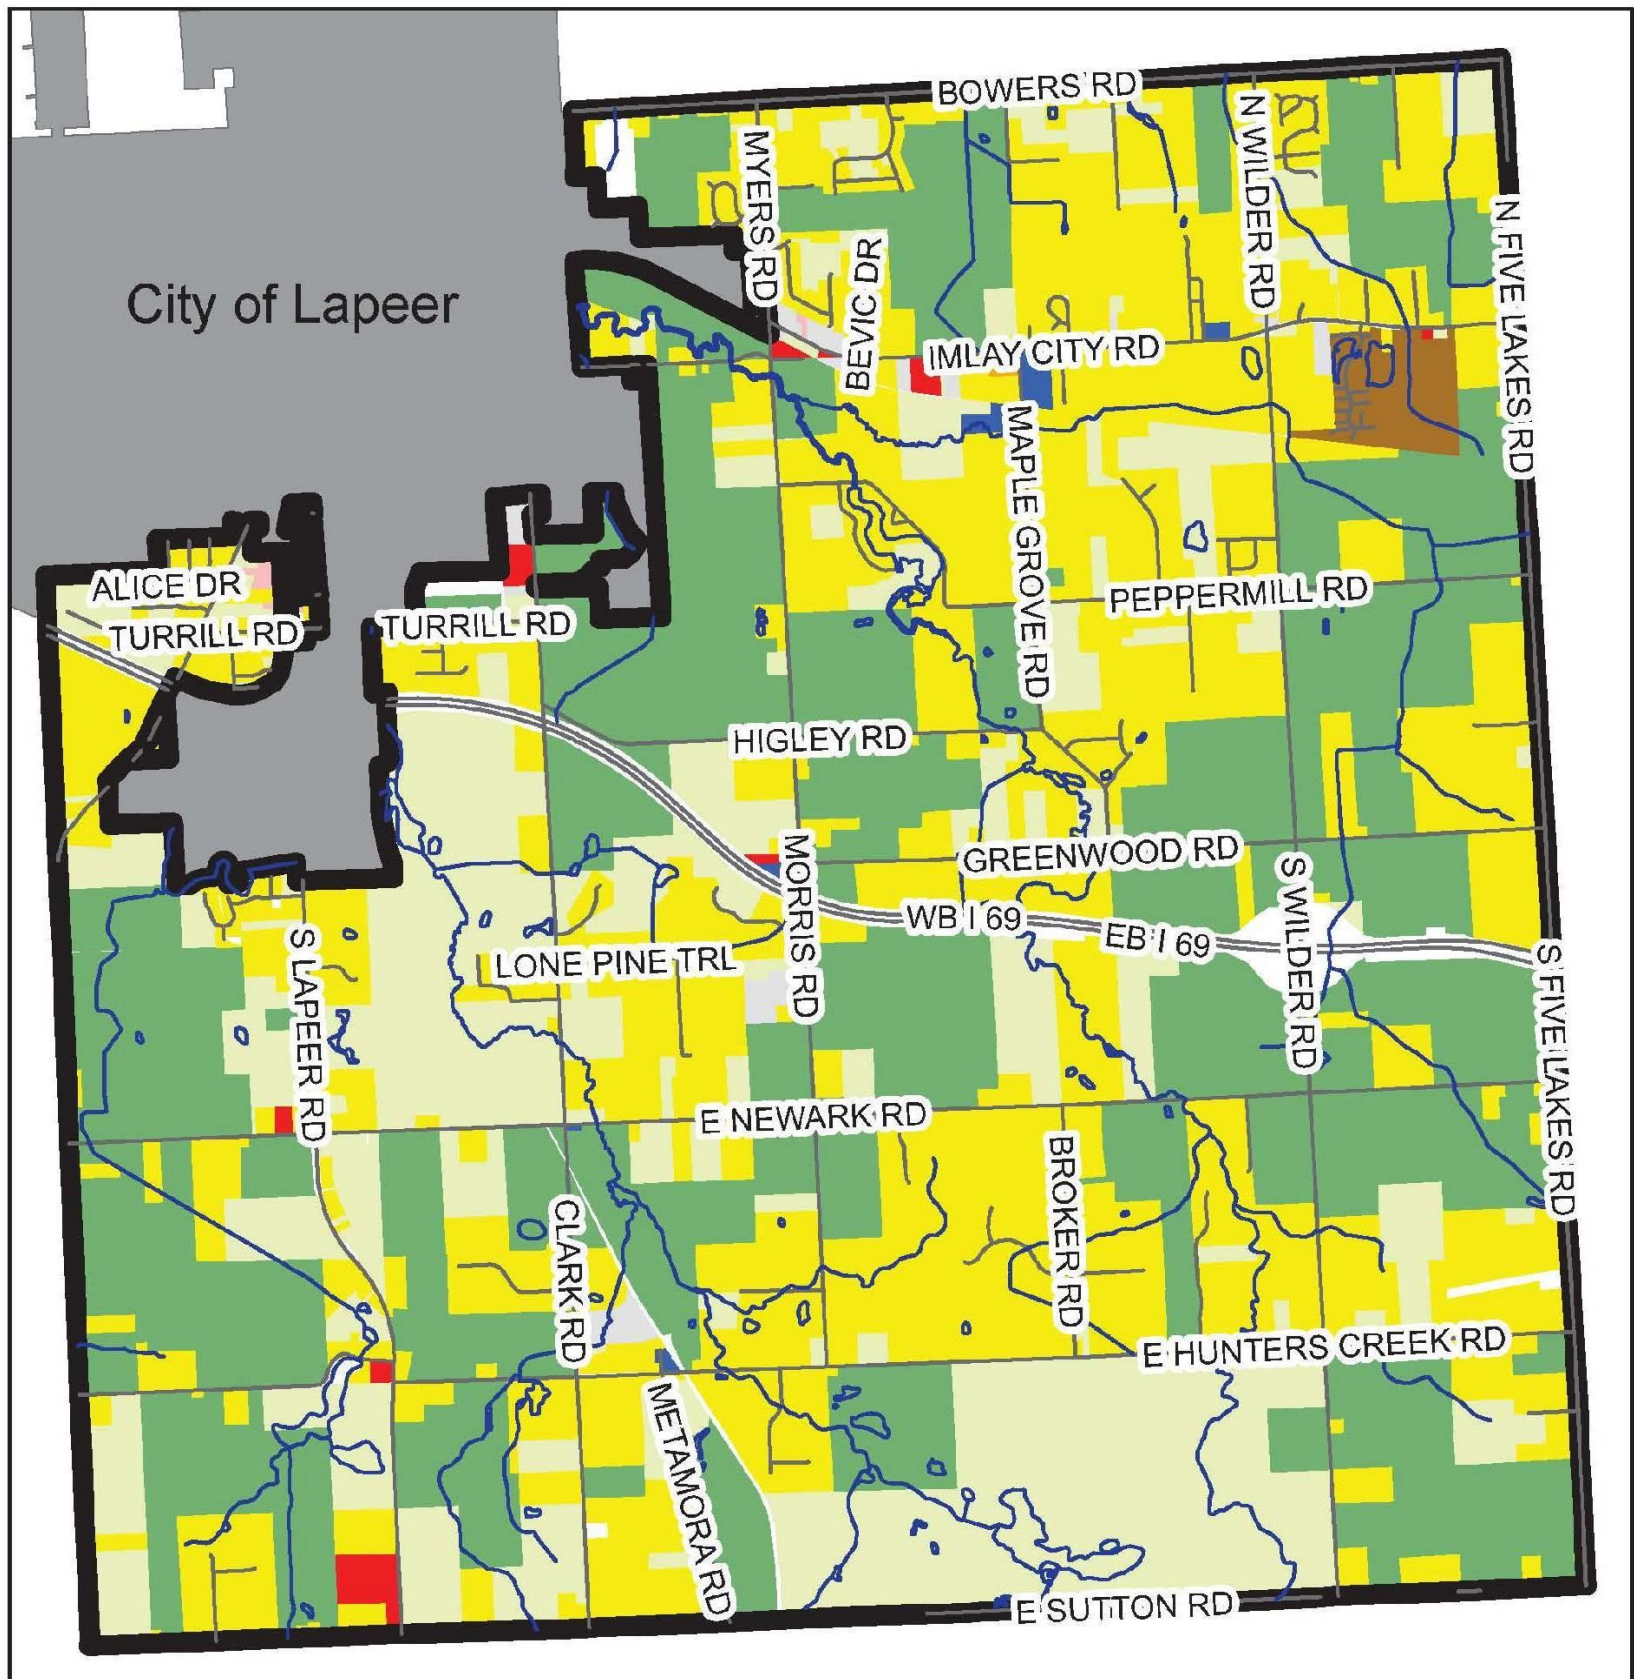 BOWERS RD
N WILDER RD
MYERS RD
N FIVE LAKES RD
City of Lapeer
BEVIC DR
IMLAY CITY RD
MAPLE GROVE RD
ALICE DR
PEPPERMILL RD
TURRILL RD
TURRILL RD
HIGLEY RD
GREENWOOD RD
MORRIS RD
S WILDER RD
WB I 69
EB I 69
S LAPEER RD
LONE PINE TRL
S FIVE LAKES RD
E NEWARK RD
BROKER RD
CLARK RD
E HUNTERS CREEK RD
METAMORA RD
E SUTTON RD